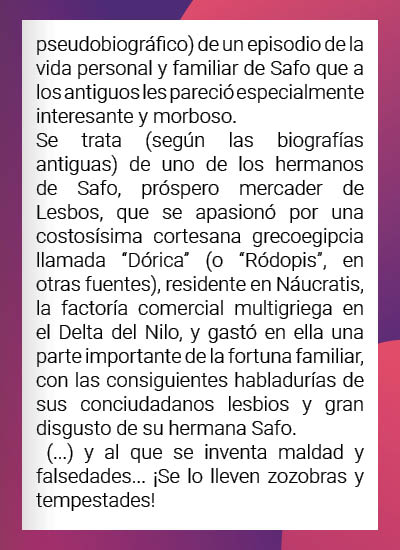 pseudobiográfico) de un episodio de la
vida personal y familiar de Safo que a
los antiguos les pareció especialmente
interesante y morboso.
Se trata (según las biografías
antiguas) de uno de los hermanos
de Safo, próspero mercader de
Lesbos, que se apasionó por una
costosísima cortesana grecoegipcia
llamada “Dórica” (o “Ródopis”, en
otras fuentes), residente en Náucratis,
la factoría comercial multigriega en
el Delta del Nilo, y gastó en ella una
parte importante de la fortuna familiar,
con las consiguientes habladurías de
sus conciudadanos lesbios y gran
disgusto de su hermana Safo.
(...) y al que se inventa maldad y
falsedades... ¡Se lo lleven zozobras y
tempestades!